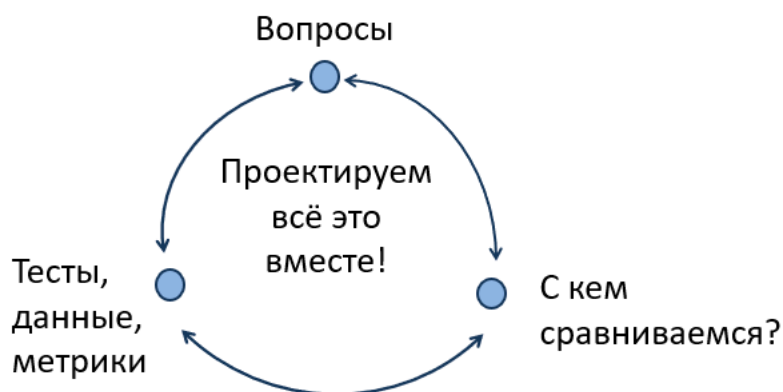 Вопросы
Проектируем
всё это
вместе!
Тесты,
данные,
метрики
С кем
сравниваемся?